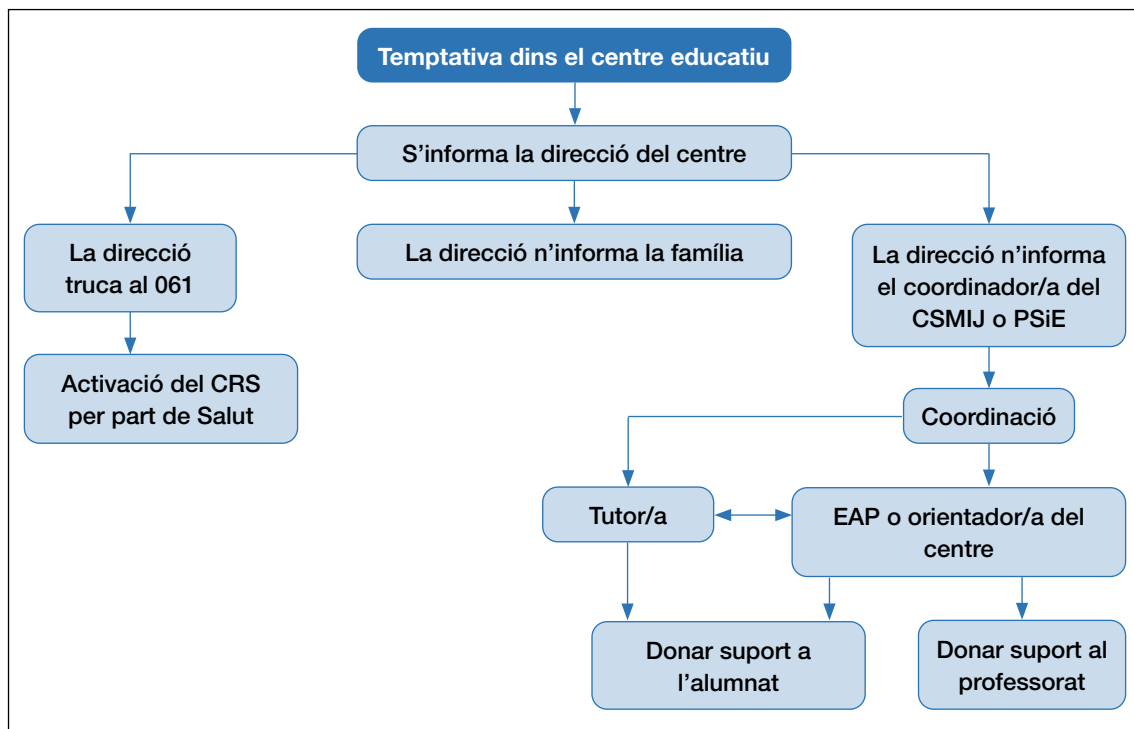 Temptativa dins el centre educatiu
S’informa la direcció del centre
La direcció
truca al 061
La direcció n’informa la família
La direcció n’informa
el coordinador/a del
CSMIJ o PSiE
Activació del CRS
per part de Salut
Coordinació
Tutor/a
EAP o orientador/a del
centre
Donar suport a
l’alumnat
Donar suport al
professorat